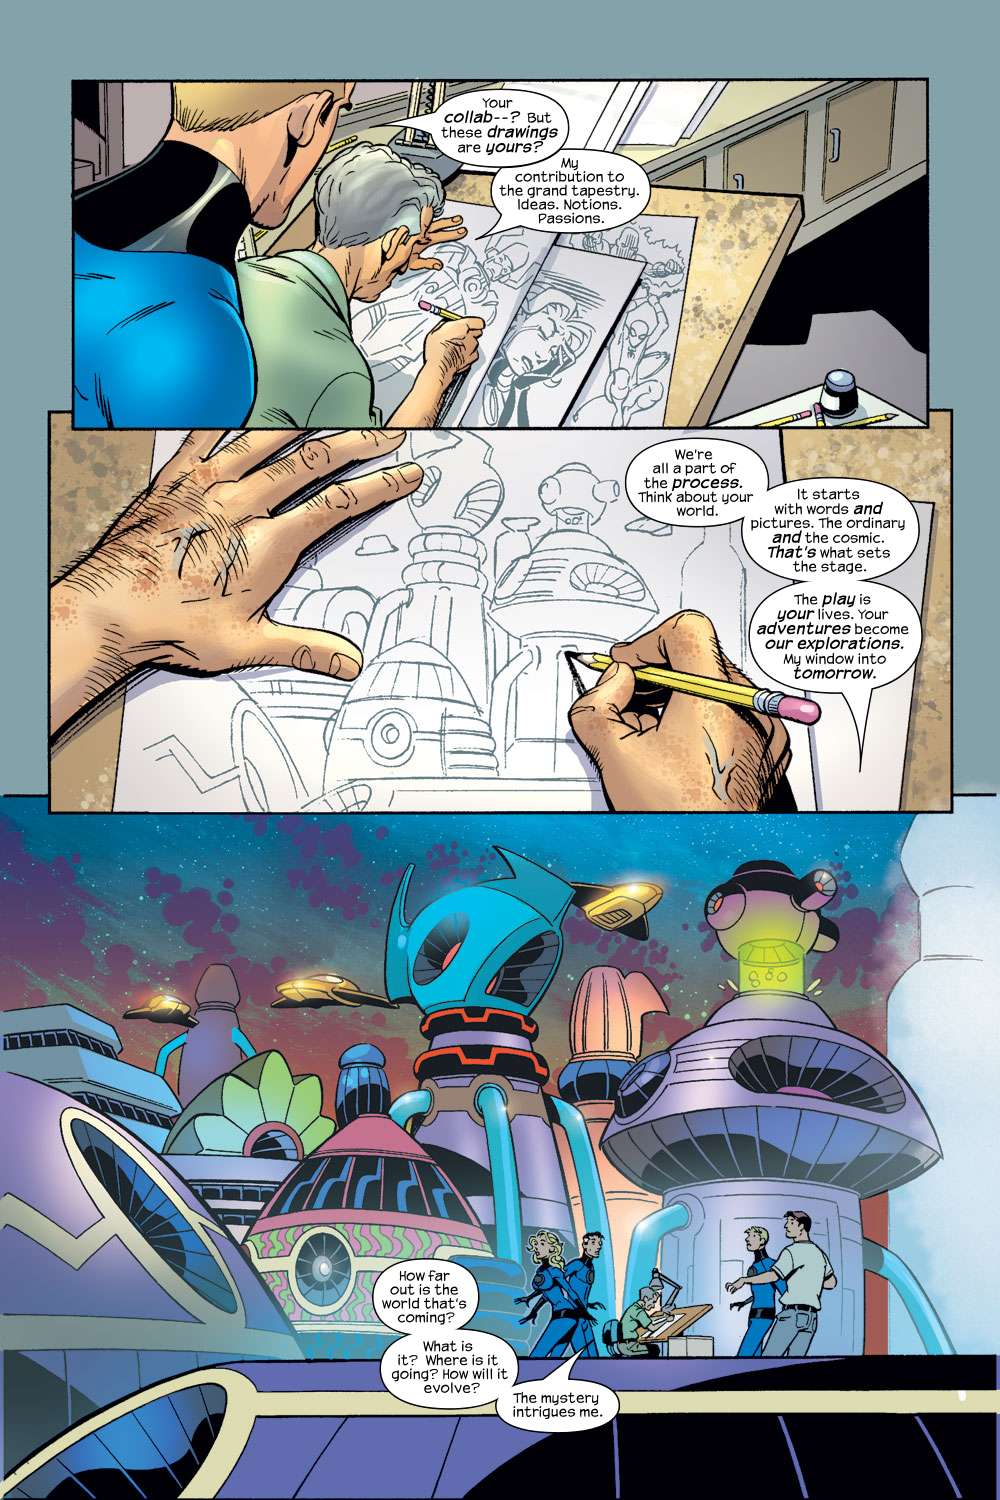 Your
collab--? But
these drawings
are yours?
My
contribution to
the grand tapestry.
Ideas. Notions.
Passions.
We're
all a part of
the process.
Think about your
world.
It starts
with words and
pictures. The ordinary
and the cosmic.
That's what sets
the stage.
The play is
your lives. Your
adventures become
our explorations.
My window into
tomorrow.
How far
out is the
world that's
coming?
What is
it? Where is it
going? How will it
evolve?
The mystery
intrigues me.